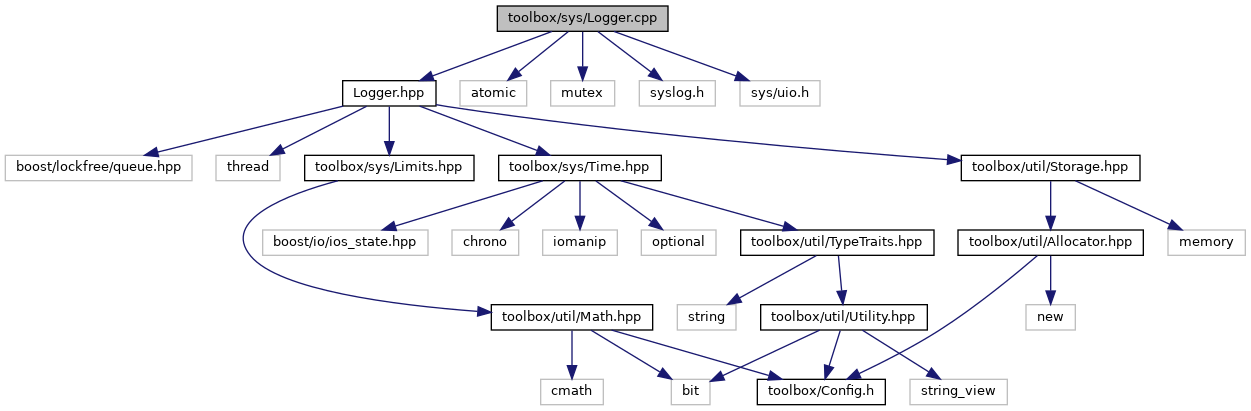 toolbox/sys/Logger.cpp
Logger.hpp
atomic
mutex
syslog.h
sys/uio.h
boost/lockfree/queue.hpp
thread
toolbox/sys/Limits.hpp
toolbox/sys/Time.hpp
toolbox/util/Storage.hpp
boost/io/ios_state.hpp
chrono
iomanip
optional
toolbox/util/TypeTraits.hpp
toolbox/util/Allocator.hpp
memory
toolbox/util/Math.hpp
string
toolbox/util/Utility.hpp
new
cmath
bit
toolbox/Config.h
string_view